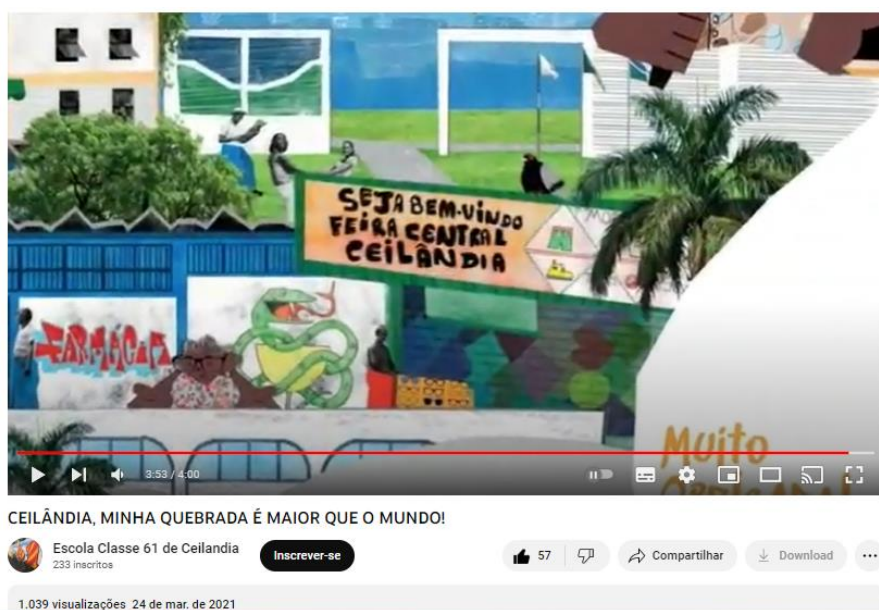 SEJA BEM-VINDO
FEIRA CENTRAL
CEILÂNDIA
FARMÁCIA
Muito
3:53 / 4:00
CEILÂNDIA, MINHA QUEBRADA É MAIOR QUE O MUNDO!
Escola Classe 61 de Ceilandia
233 inscritos
Inscrever-se
57
Compartilhar
Download
1.039 visualizações 24 de mar. de 2021